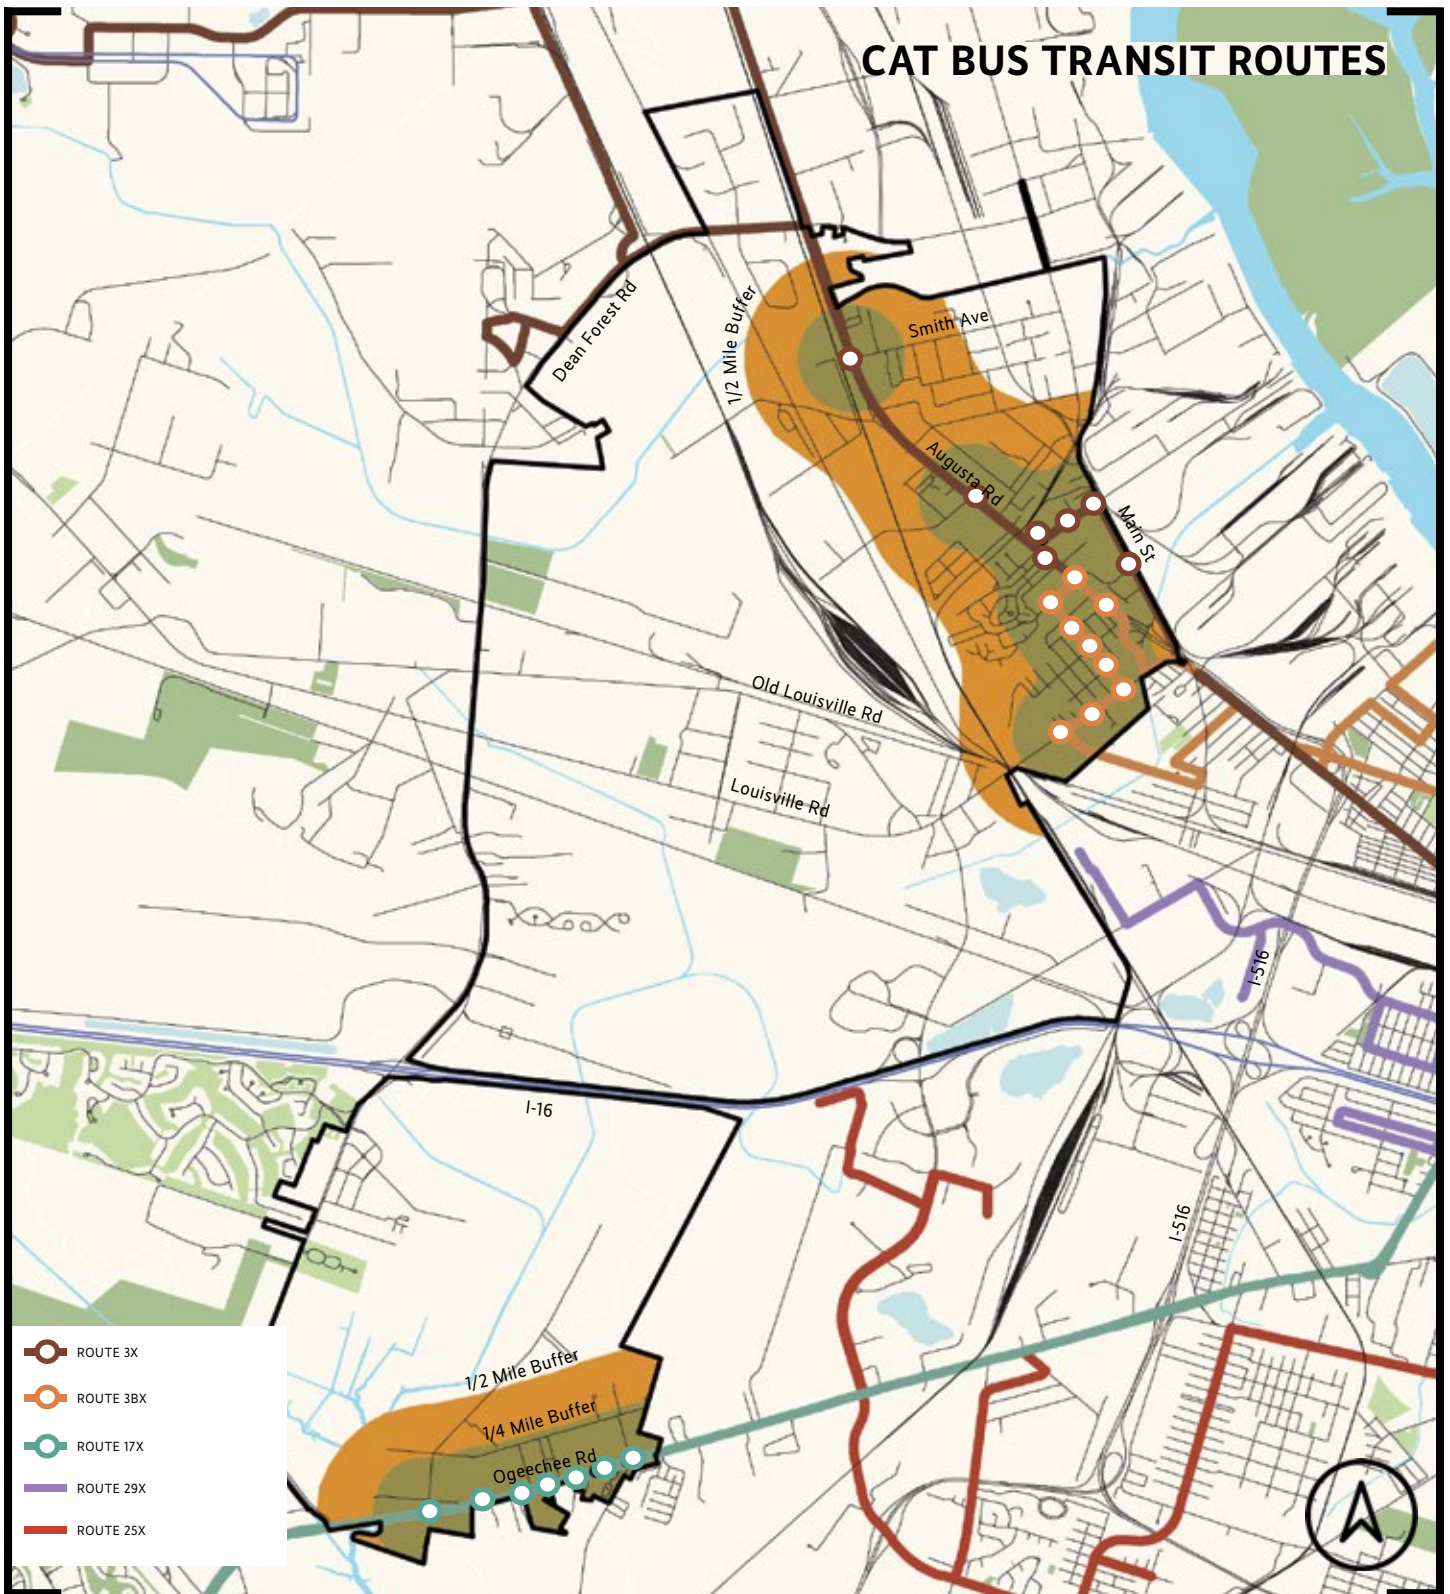 CAT BUS TRANSIT ROUTES
Dean Forest Rd
1/2 Mile Buffer
Smith Ave
Augusta Rd
Main St
Old Louisville Rd
Louisville Rd
I-516
I-16
I-516
1/2 Mile Buffer
1/4 Mile Buffer
Ogeechee Rd
ROUTE 3X
ROUTE 3BX
ROUTE 17X
ROUTE 29X
ROUTE 25X